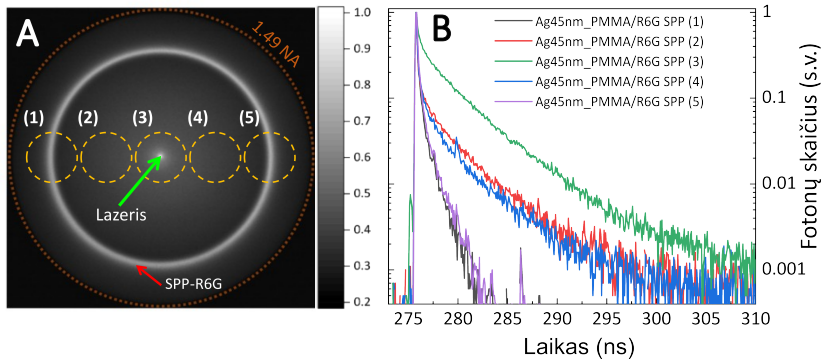 A
1.49 NA
(1)
(2)
(3)
(4)
(5)
Lazeris
SPP-R6G
1.0
0.9
0.8
0.7
0.6
0.5
0.4
0.3
0.2
B
Ag45nm_PMMA/R6G SPP (1)
Ag45nm_PMMA/R6G SPP (2)
Ag45nm_PMMA/R6G SPP (3)
Ag45nm_PMMA/R6G SPP (4)
Ag45nm_PMMA/R6G SPP (5)
1
0.1
0.01
0.001
Fotonų skaičius (s.v.)
275
280
285
290
295
300
305
310
Laikas (ns)